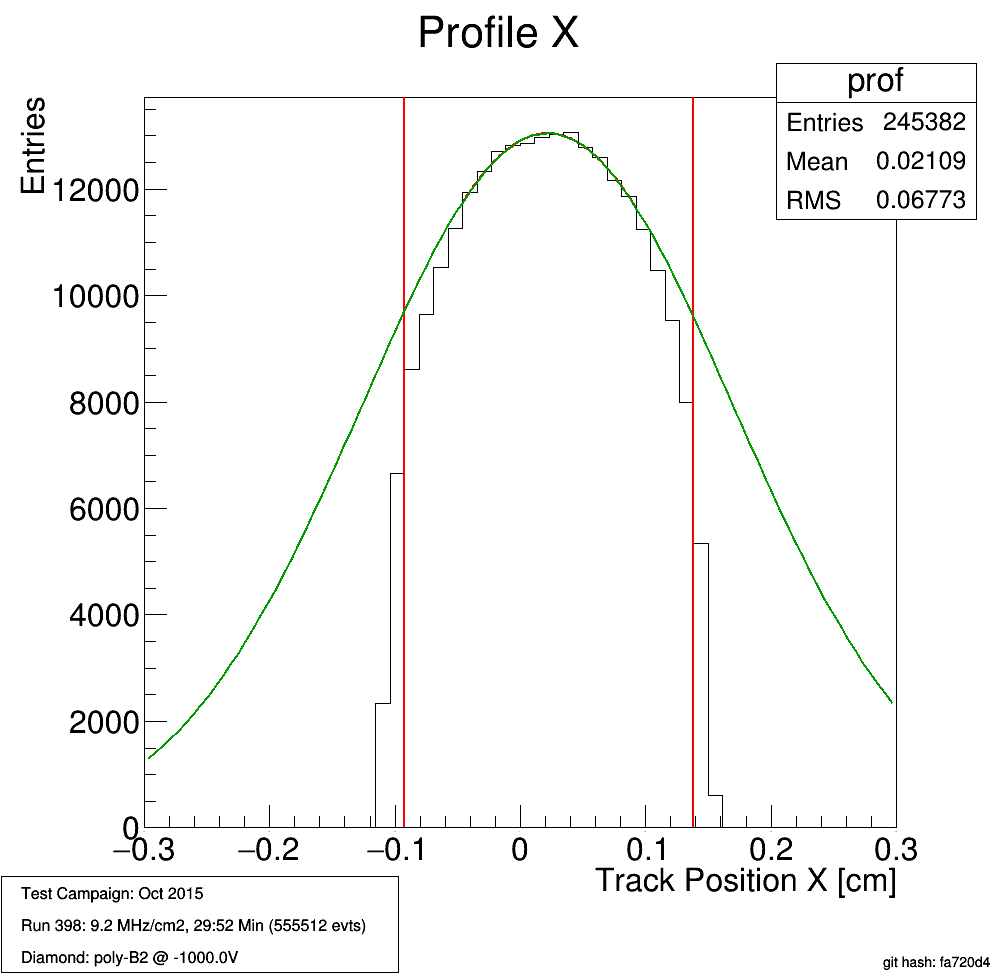 Profile X
prof
Entries 245382
Mean 0.02109
RMS 0.06773
Entries
12000
10000
8000
6000
4000
2000
0
−0.3 −0.2 −0.1 0 0.1 0.2 0.3
Track Position X [cm]
Test Campaign: Oct 2015
Run 398: 9.2 MHz/cm2, 29:52 Min (555512 evts)
Diamond: poly-B2 @ -1000.0V
git hash: fa720d4